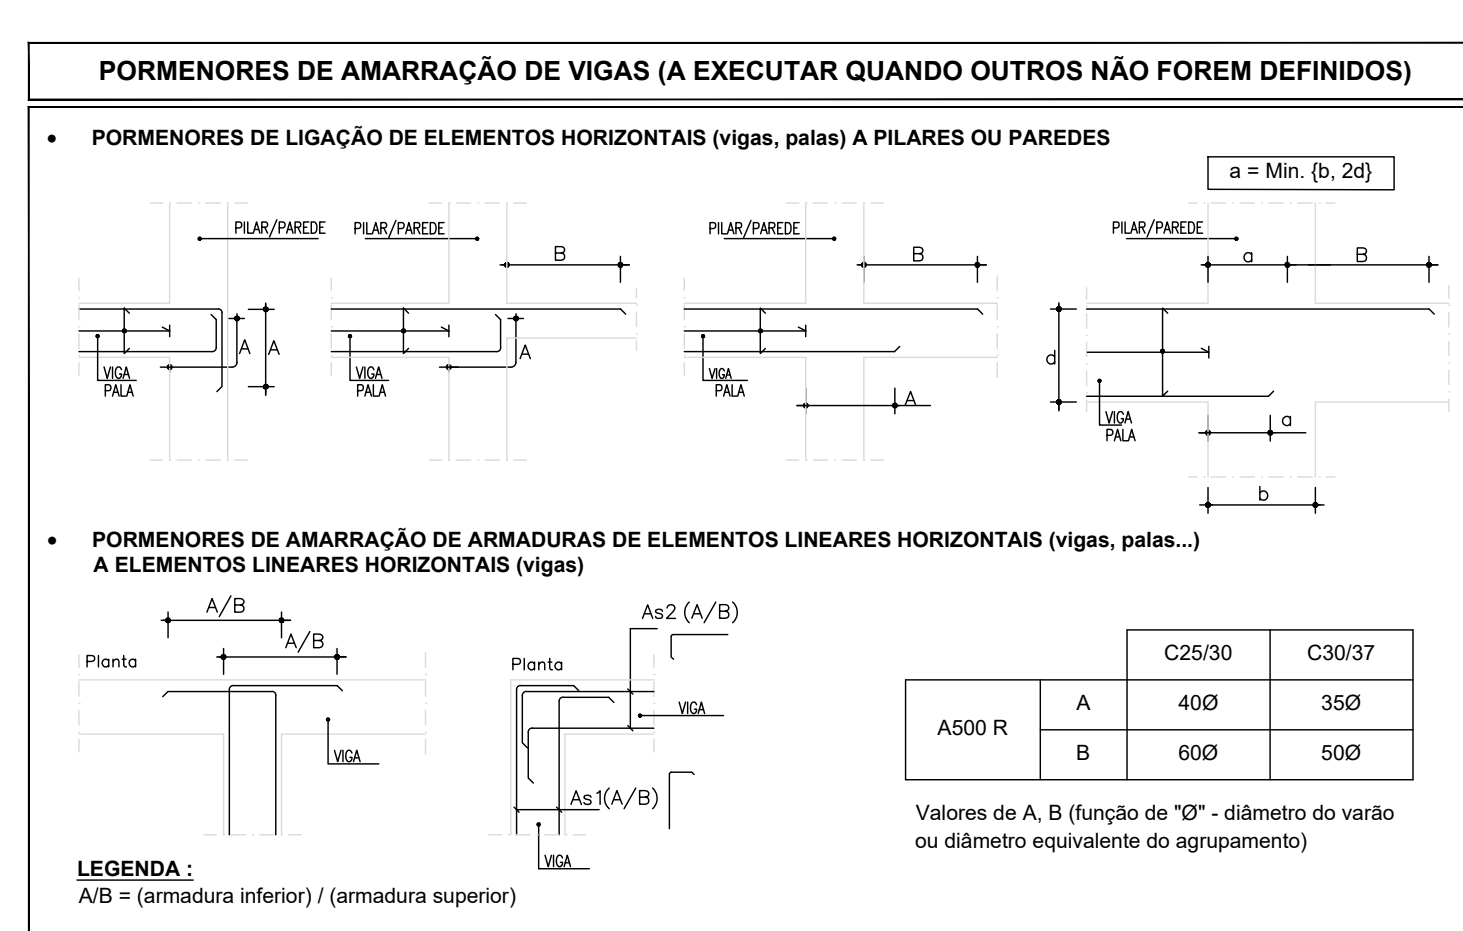 PORMENORES DE AMARRAÇÃO DE VIGAS (A EXECUTAR QUANDO OUTROS NÃO FOREM DEFINIDOS)
• PORMENORES DE LIGAÇÃO DE ELEMENTOS HORIZONTAIS (vigas, palas) A PILARES OU PAREDES
a = Min. {b, 2d}
PILAR/PAREDE
A
A
VIGA
PALA
PILAR/PAREDE
B
A
VIGA
PALA
PILAR/PAREDE
B
VIGA
PALA
A
PILAR/PAREDE
a
B
d
VIGA
PALA
a
b
• PORMENORES DE AMARRAÇÃO DE ARMADURAS DE ELEMENTOS LINEARES HORIZONTAIS (vigas, palas...)
A ELEMENTOS LINEARES HORIZONTAIS (vigas)
A/B
A/B
Planta
VIGA
As2 (A/B)
Planta
VIGA
As1(A/B)
VIGA
C25/30 C30/37
A500 R
A 40Ø 35Ø
B 60Ø 50Ø
Valores de A, B (função de "Ø" - diâmetro do varão
ou diâmetro equivalente do agrupamento)
LEGENDA :
A/B = (armadura inferior) / (armadura superior)